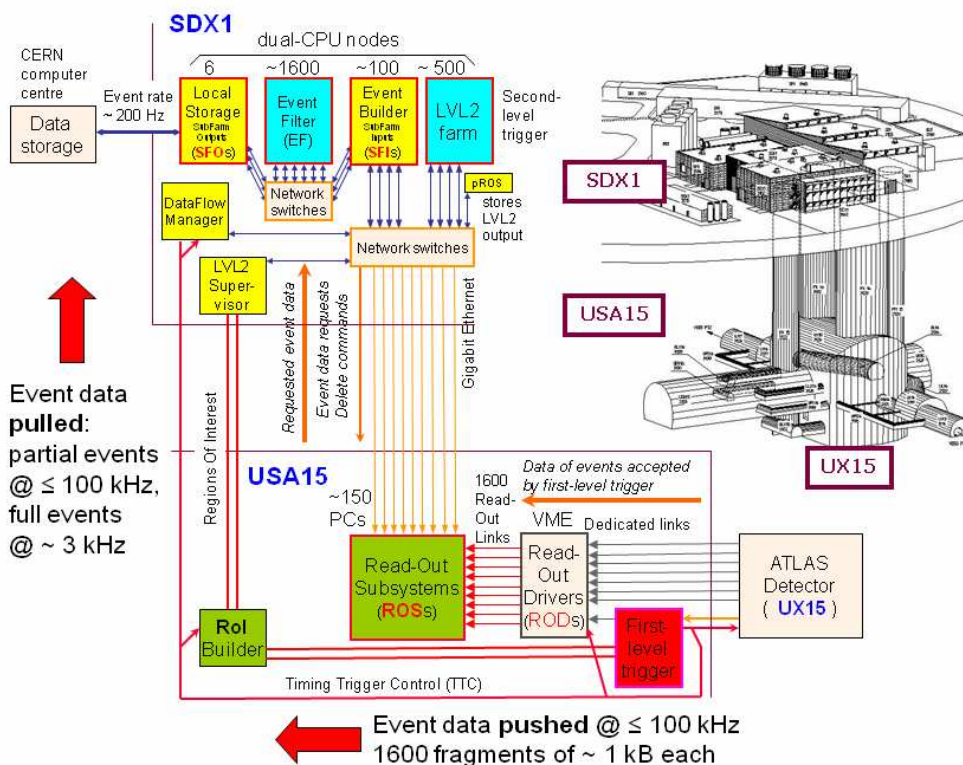 SDX1
dual-CPU nodes
CERN
computer
centre
6
~1600
~100
~ 500
Event rate
~ 200 Hz
Data
storage
Local
Storage
SubFarm
Outputs
(SFOs)
Event
Filter
(EF)
Event
Builder
SubFarm
Inputs
(SFIs)
LVL2
farm
Second-
level
trigger
Network
switches
pROS
stores
LVL2
output
DataFlow
Manager
Network switches
LVL2
Super-
visor
Gigabit Ethernet
Requested event data
Event data requests
Delete commands
Regions Of Interest
Event data
pulled:
partial events
@ ≤ 100 kHz,
full events
@ ~ 3 kHz
SDX1
USA15
UX15
USA15
Data of events accepted
by first-level trigger
~150
PCs
1600
Read-
Out
Links
VME
Dedicated links
Read-Out
Subsystems
(ROSs)
Read-
Out
Drivers
(RODs)
ATLAS
Detector
( UX15)
First-
level
trigger
RoI
Builder
Timing Trigger Control (TTC)
Event data pushed @ ≤ 100 kHz
1600 fragments of ~ 1 kB each